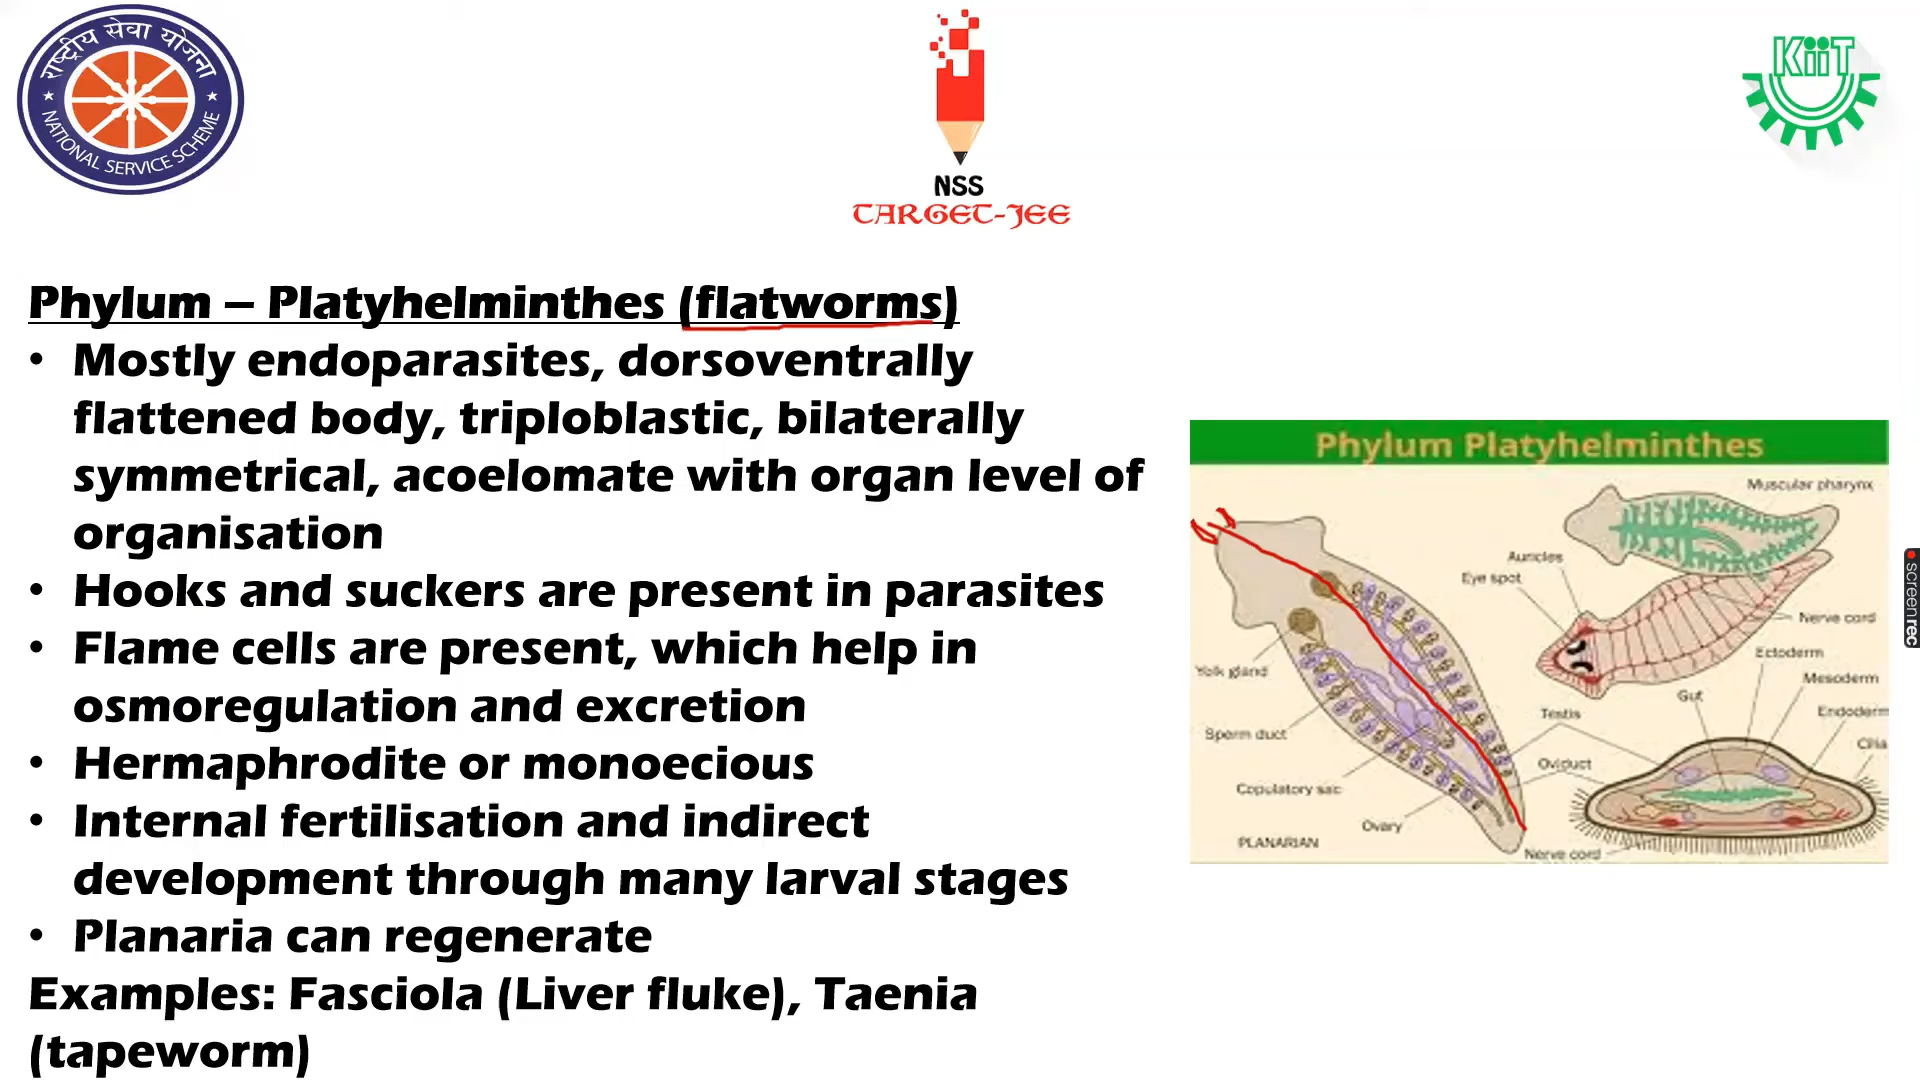 राष्ट्रीय सेवा योजना
NATIONAL SERVICE SCHEME
NSS
TARGET-JEE
KiiT
Phylum – Platyhelminthes (flatworms)
• Mostly endoparasites, dorsoventrally
flattened body, triploblastic, bilaterally
symmetrical, acoelomate with organ level of
organisation
• Hooks and suckers are present in parasites
• Flame cells are present, which help in
osmoregulation and excretion
• Hermaphrodite or monoecious
• Internal fertilisation and indirect
development through many larval stages
• Planaria can regenerate
Examples: Fasciola (Liver fluke), Taenia
(tapeworm)
Phylum Platyhelminthes
Muscular pharynx
Auricles
Eye spot
Nerve cord
Ectoderm
Yolk gland
Mesoderm
Gut
Endoderm
Testis
Sperm duct
Cilia
Oviduct
Copulatory sac
Ovary
PLANARIAN
Nerve cord
screenrec